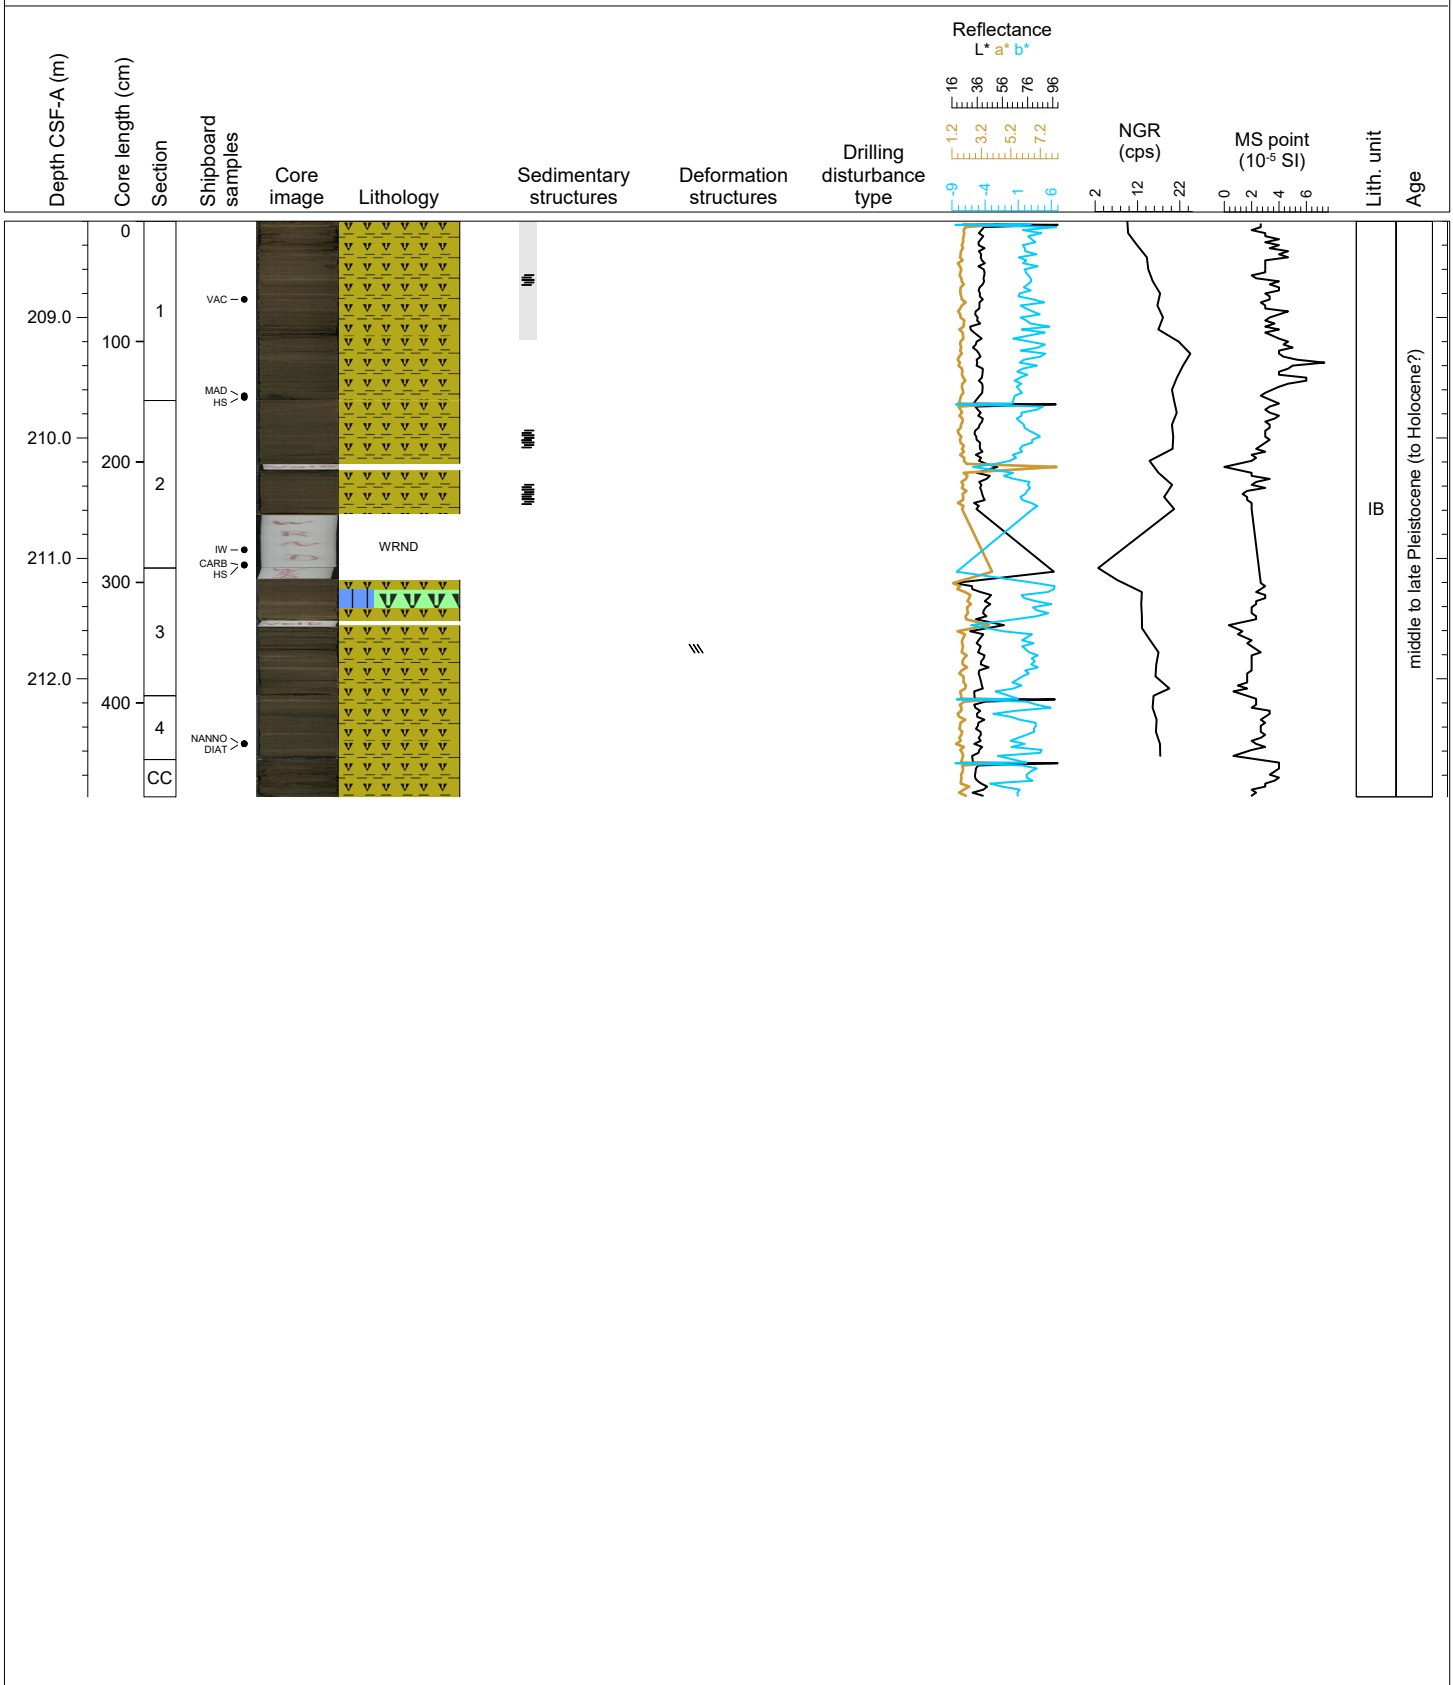 Depth CSF-A (m)
Core length (cm)
Section
Shipboard
samples
Core
image
Lithology
Sedimentary
structures
Deformation
structures
Drilling
disturbance
type
Reflectance
L* a* b*
16 36 56 76 96
1.2 3.2 5.2 7.2
-9 -4 1 6
NGR
(cps)
2 12 22
MS point
(10-5 SI)
0 2 4 6
Lith. unit
Age
0
VAC
1
209.0
100
MAD
HS
210.0
200
2
IW
WRND
IB
CARB
HS
211.0
300
3
212.0
400
4
NANNO
DIAT
CC
middle to late Pleistocene (to Holocene?)